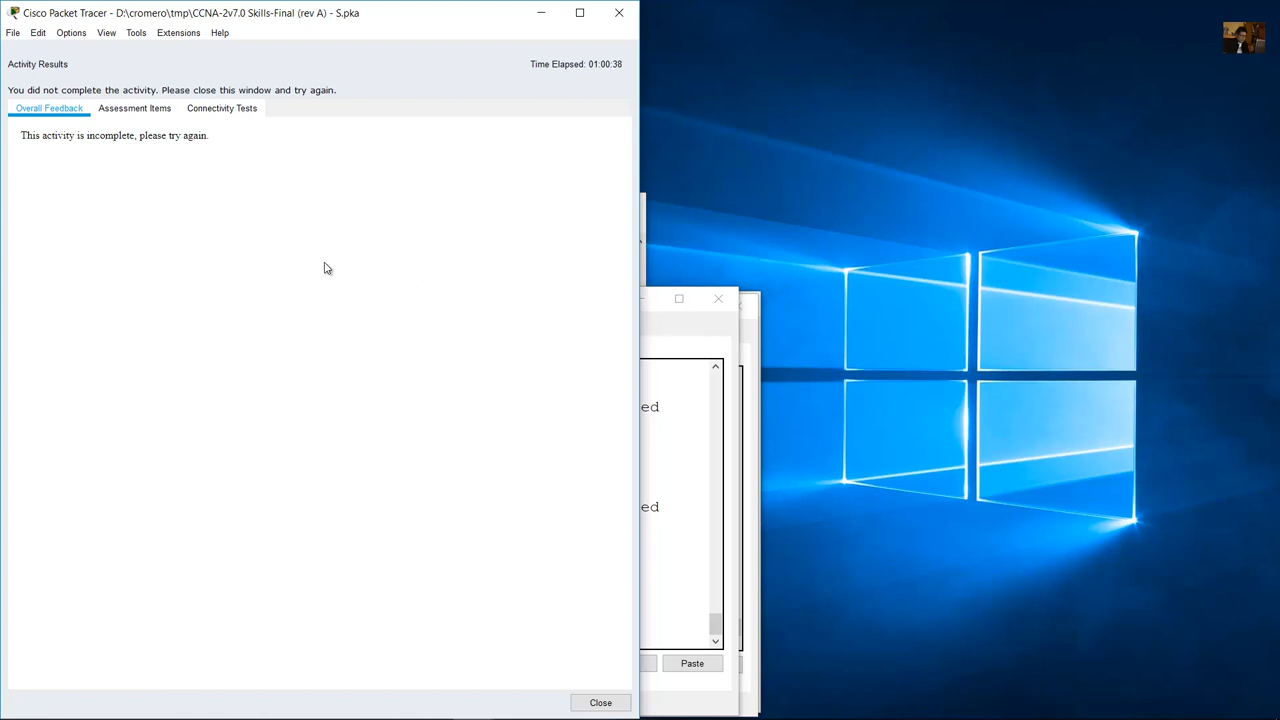 Cisco Packet Tracer - D:\cromero\tmp\CCNA-2v7.0 Skills-Final (rev A) - S.pka
File Edit Options View Tools Extensions Help
Activity Results Time Elapsed: 01:00:38
You did not complete the activity. Please close this window and try again.
Overall Feedback Assessment Items Connectivity Tests
This activity is incomplete, please try again.
ed
ed
Paste
Close